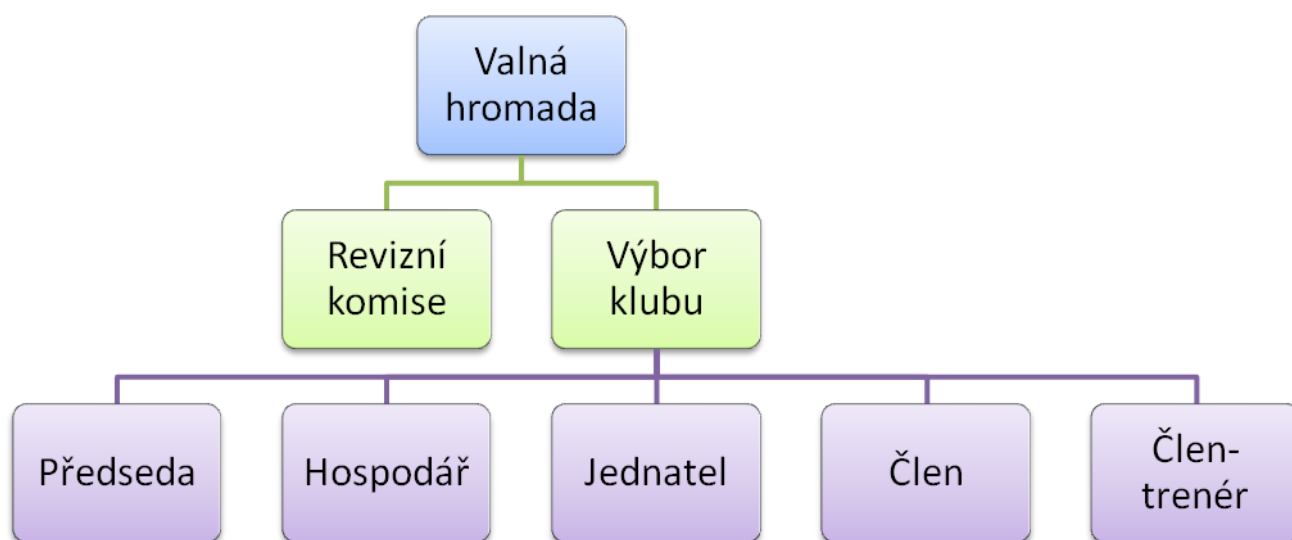 Valná
hromada
Revizní
komise
Výbor
klubu
Předseda
Hospodář
Jednatel
Člen
Člen-
trenér